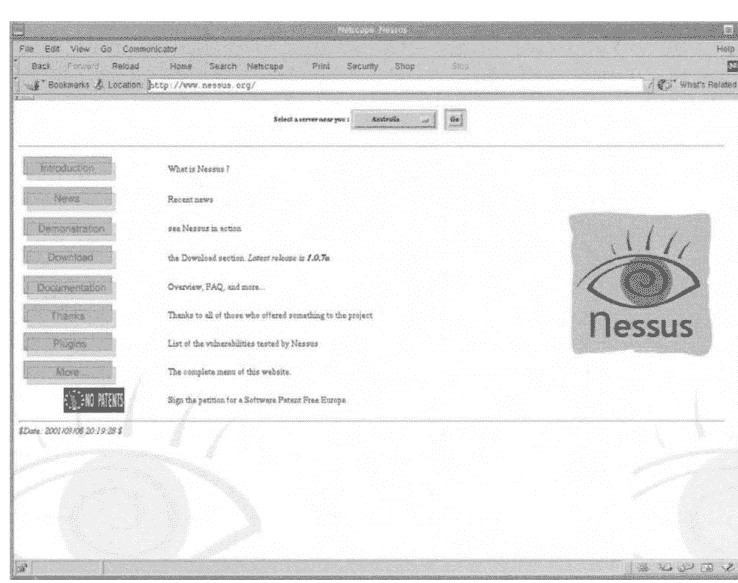 Netscape: Nessus
File Edit View Go Communicator Help
Back Forward Reload Home Search Netscape Print Security Shop Stop
Bookmarks Location: http://www.nessus.org/ What's Related
Select a server near you : Australia Go
Introduction What is Nessus ?
News Recent news
Demonstration see Nessus in action
Download the Download section. Latest release is 1.0.7a
Documentation Overview, FAQ, and more...
Thanks Thanks to all of those who offered something to the project
Plugins List of the vulnerabilities tested by Nessus
More... The complete menu of this website.
NO PATENTS Sign the petition for a Software Patent Free Europe
Nessus
$Date: 2001/03/08 20:19:28 $